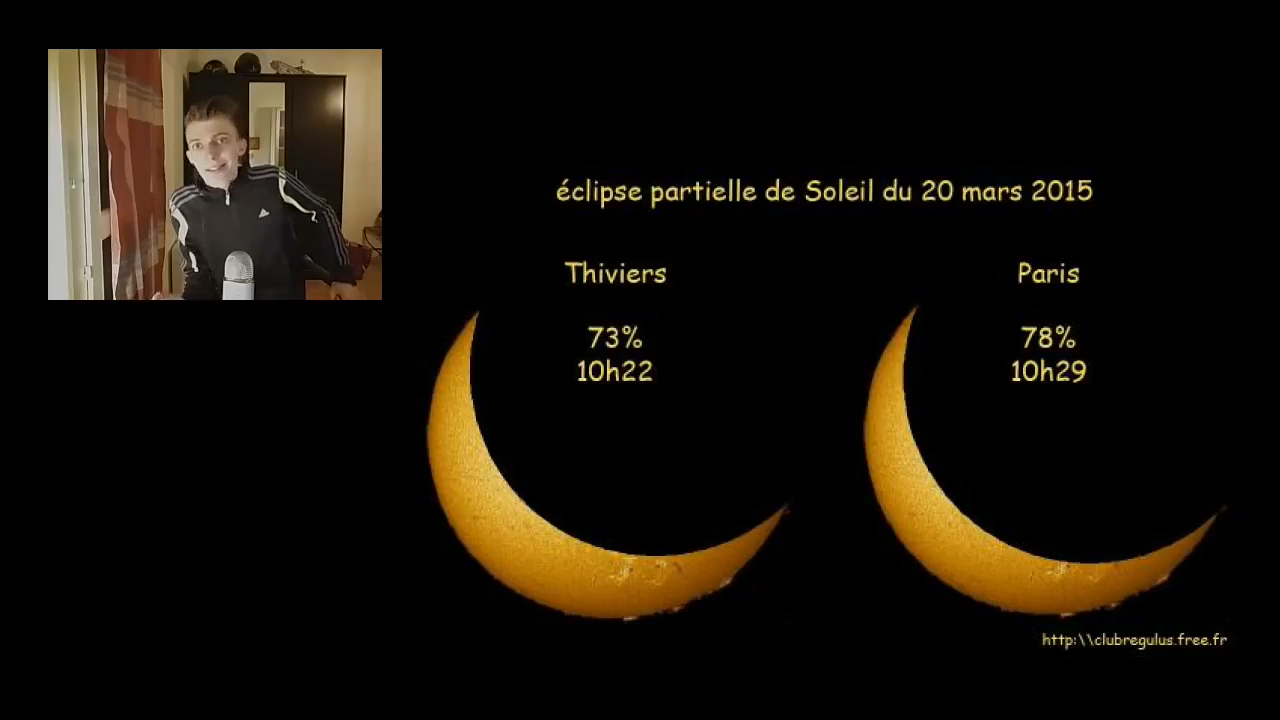 éclipse partielle de Soleil du 20 mars 2015
Thiviers
73%
10h22
Paris
78%
10h29
http:\\clubregulus.free.fr